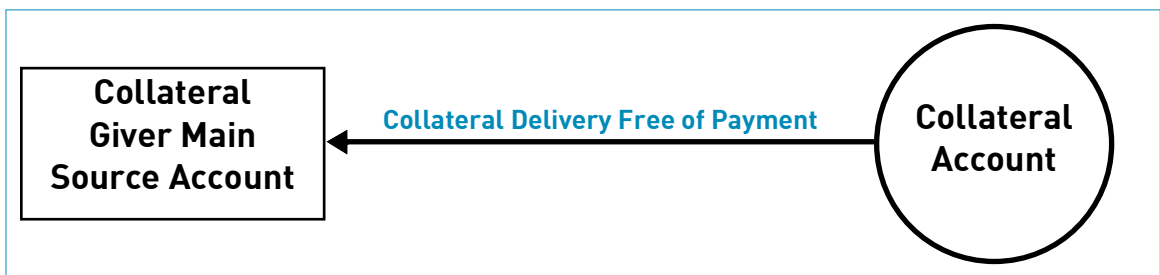 Collateral
Giver Main
Source Account
Collateral Delivery Free of Payment
Collateral
Account